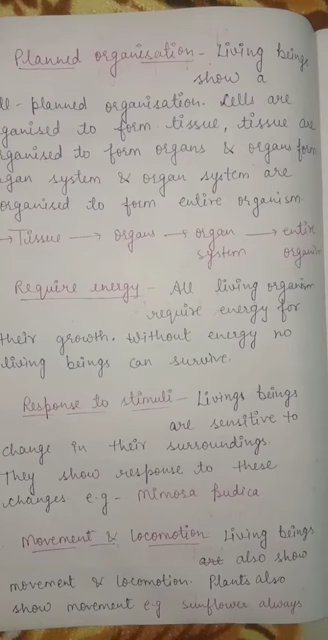 Planned organisation - Living beings
show a
ll - planned organisation. Cells are
ganised to form tissue, tissue are
rganised to form organs & organs form
gan system & organ system are
organised to form entire organism.
→ Tissue → organs → organ → entire
system organism
Require energy - All living organism
require energy for
their growth. Without energy no
living beings can survive.
Response to stimuli - Livings beings
are sensitive to
change in their surroundings.
They show response to these
changes. e.g - Mimosa pudica
Movement & locomotion Living beings
are also show
movement & locomotion. Plants also
show movement e.g sunflower always